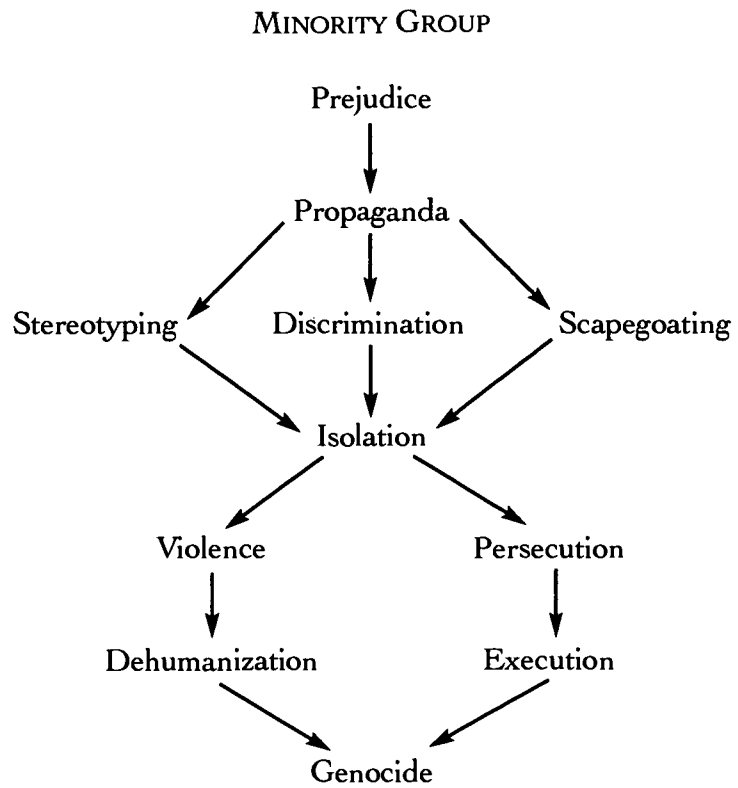 MINORITY GROUP
Prejudice
Propaganda
Stereotyping Discrimination Scapegoating
Isolation
Violence Persecution
Dehumanization Execution
Genocide